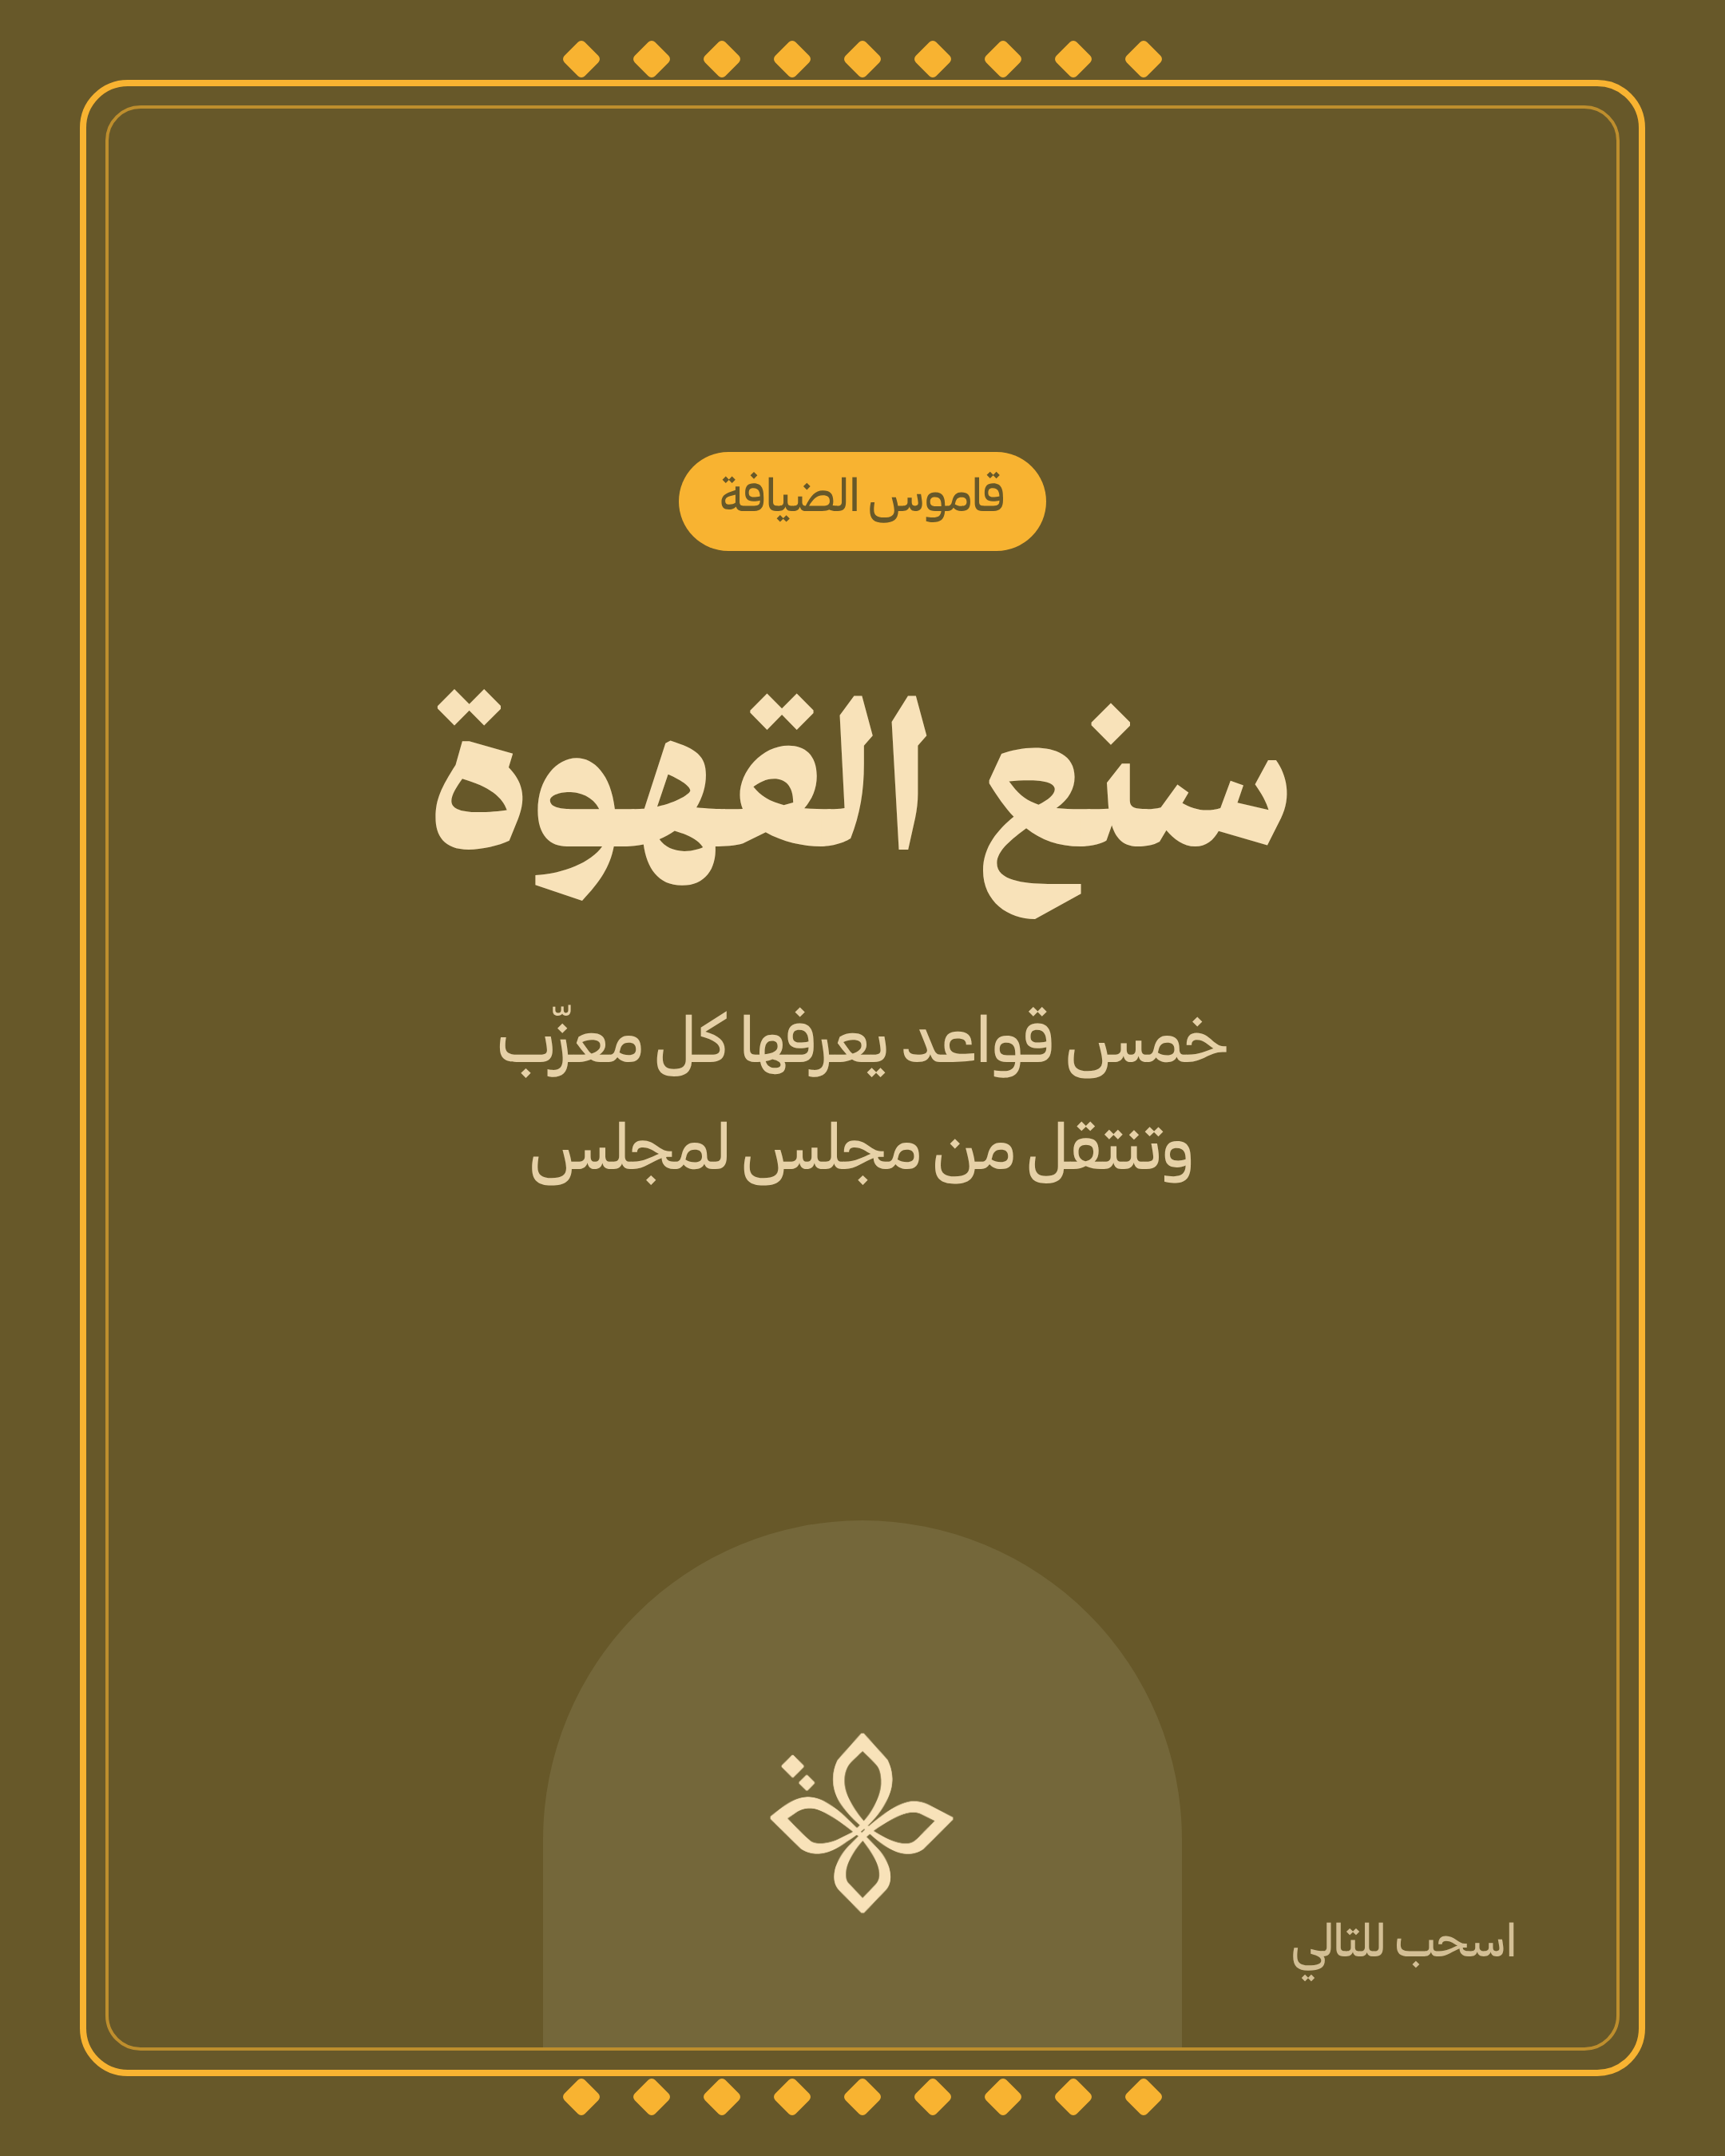 قاموس الضيافة
سنع القهوة
خمس قواعد يعرفها كل معزّب
وتنتقل من مجلس لمجلس
اسحب للتالي